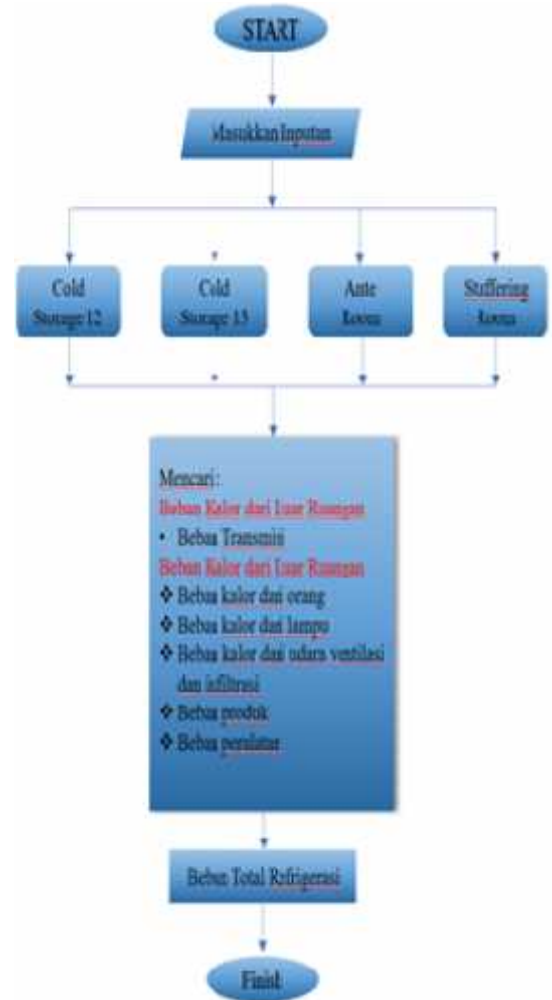 START
Masukkan Inputan
Cold
Storage 12
Cold
Storage 13
Ante
Room
Stuffering
Room
Mencari:
Beban Kalor dari Luar Ruangan
• Beban Transmisi
Beban Kalor dari Luar Ruangan
❖ Beban kalor dari orang
❖ Beban kalor dari lampu
❖ Beban kalor dari udara ventilasi
dan infiltrasi
❖ Beban produk
❖ Beban peralatan
Beban Total Refrigerasi
Finish